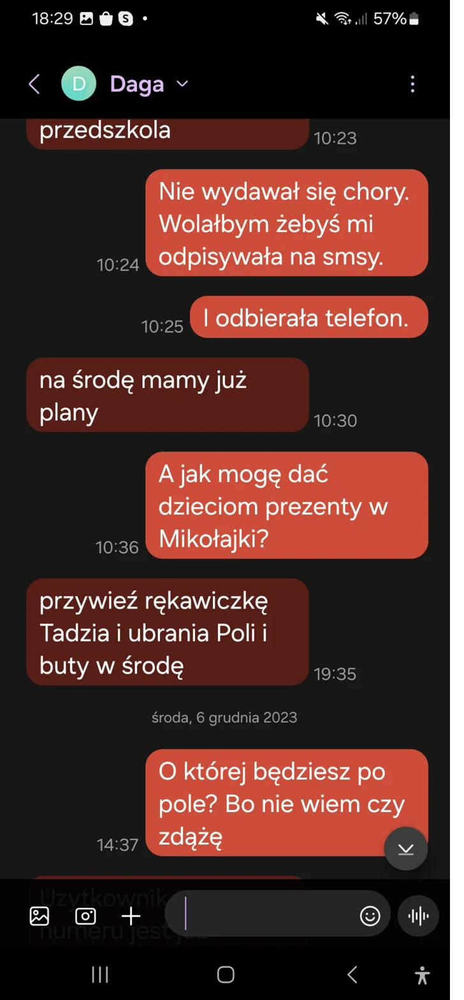 18:29 S 57%
D Daga
przedszkola
10:23
Nie wydawał się chory.
Wolałbym żebyś mi
odpisywała na smsy.
10:24
I odbierała telefon.
10:25
na środę mamy już
plany
10:30
A jak mogę dać
dzieciom prezenty w
Mikołajki?
10:36
przywieź rękawiczkę
Tadzia i ubrania Poli i
buty w środę
19:35
środa, 6 grudnia 2023
O której będziesz po
pole? Bo nie wiem czy
zdążę
14:37
Uzytkownik
numeru jest już